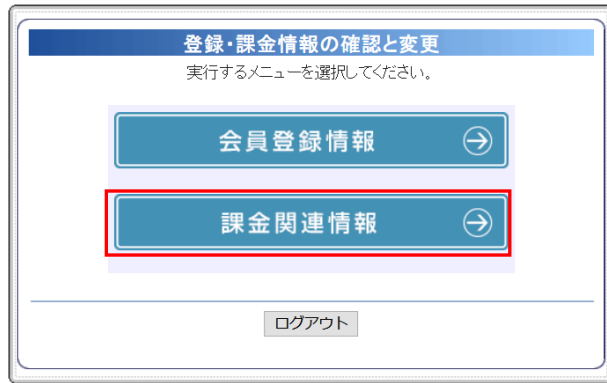 登録・課金情報の確認と変更
実行するメニューを選択してください。
会員登録情報
課金関連情報
ログアウト